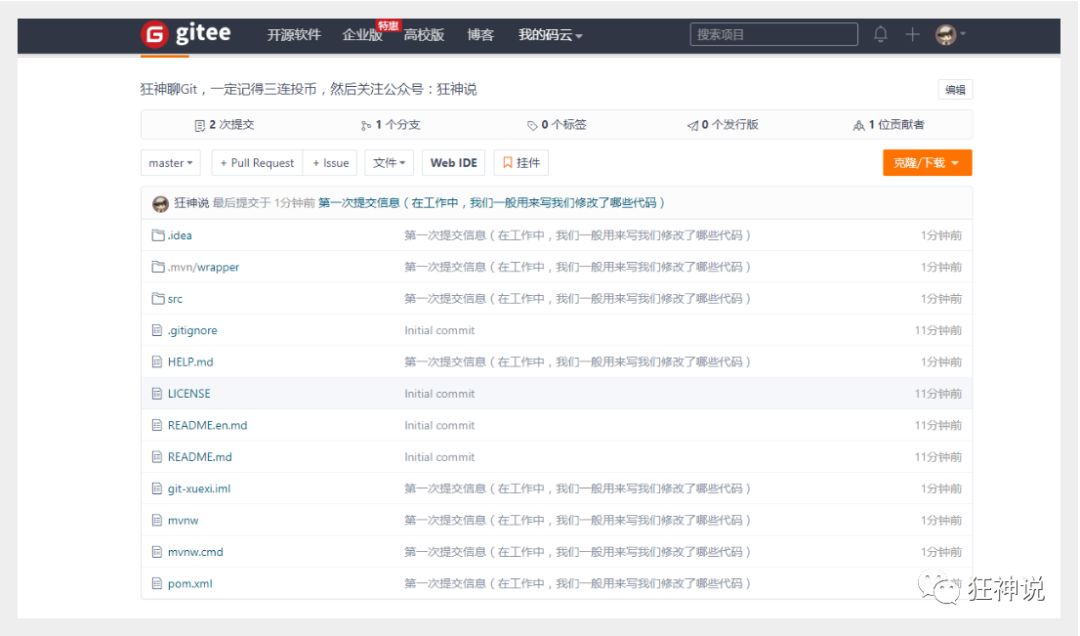 gitee 开源软件 企业版 特惠 高校版 博客 我的码云 搜索项目
狂神聊Git，一定记得三连投币，然后关注公众号：狂神说 编辑
2 次提交 1 个分支 0 个标签 0 个发行版 1 位贡献者
master + Pull Request + Issue 文件 Web IDE 挂件 克隆/下载
狂神说 最后提交于 1分钟前 第一次提交信息（在工作中，我们一般用来写我们修改了哪些代码）
.idea 第一次提交信息（在工作中，我们一般用来写我们修改了哪些代码） 1分钟前
.mvn/wrapper 第一次提交信息（在工作中，我们一般用来写我们修改了哪些代码） 1分钟前
src 第一次提交信息（在工作中，我们一般用来写我们修改了哪些代码） 1分钟前
.gitignore Initial commit 11分钟前
HELP.md 第一次提交信息（在工作中，我们一般用来写我们修改了哪些代码） 1分钟前
LICENSE Initial commit 11分钟前
README.en.md Initial commit 11分钟前
README.md Initial commit 11分钟前
git-xuexi.iml 第一次提交信息（在工作中，我们一般用来写我们修改了哪些代码） 1分钟前
mvnw 第一次提交信息（在工作中，我们一般用来写我们修改了哪些代码） 1分钟前
mvnw.cmd 第一次提交信息（在工作中，我们一般用来写我们修改了哪些代码） 1分钟前
pom.xml 第一次提交信息（在工作中，我们一般用来写我们修改了哪些代码） 前
狂神说